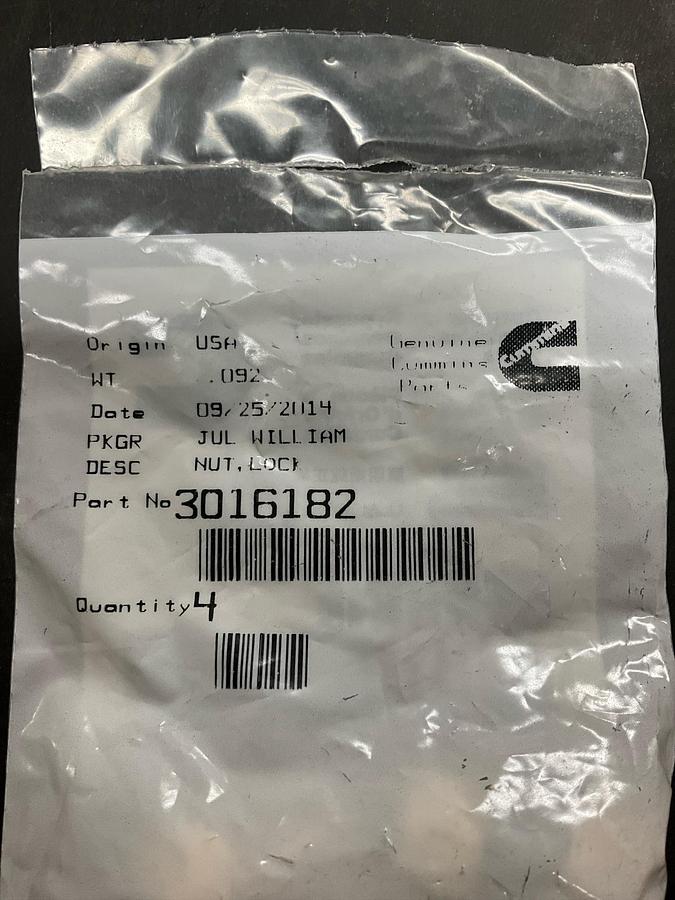 Origin USA
Genuine
Cummins
Parts
WT .092
Date 09/25/2014
PKGR JUL WILLIAM
DESC NUT, LOCK
Part No 3016182
Quantity 4